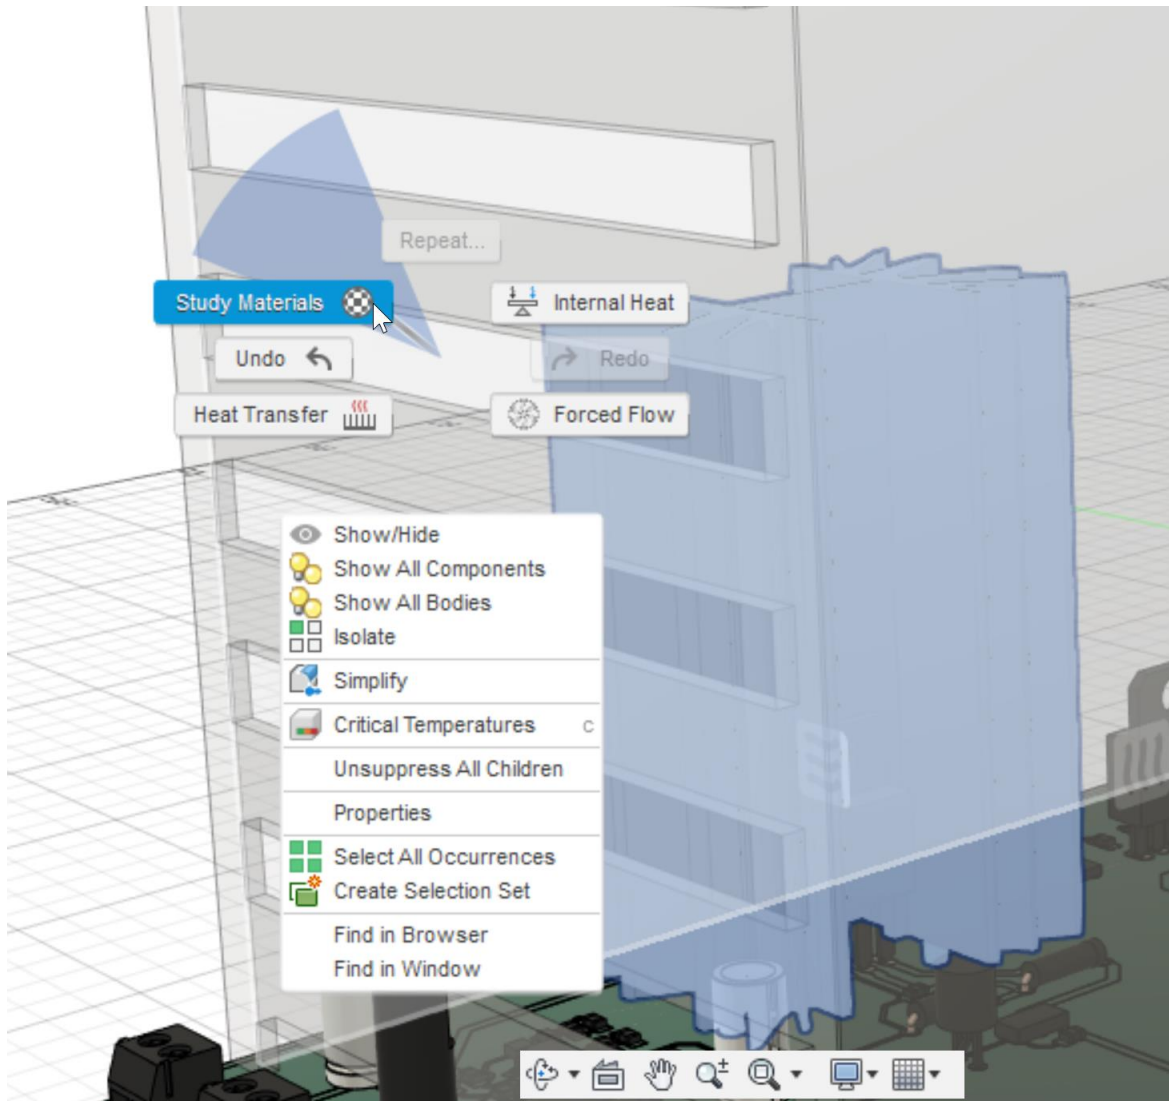 Repeat...
Study Materials
Internal Heat
Undo
Redo
Heat Transfer
Forced Flow
Show/Hide
Show All Components
Show All Bodies
Isolate
Simplify
Critical Temperatures C
Unsuppress All Children
Properties
Select All Occurrences
Create Selection Set
Find in Browser
Find in Window